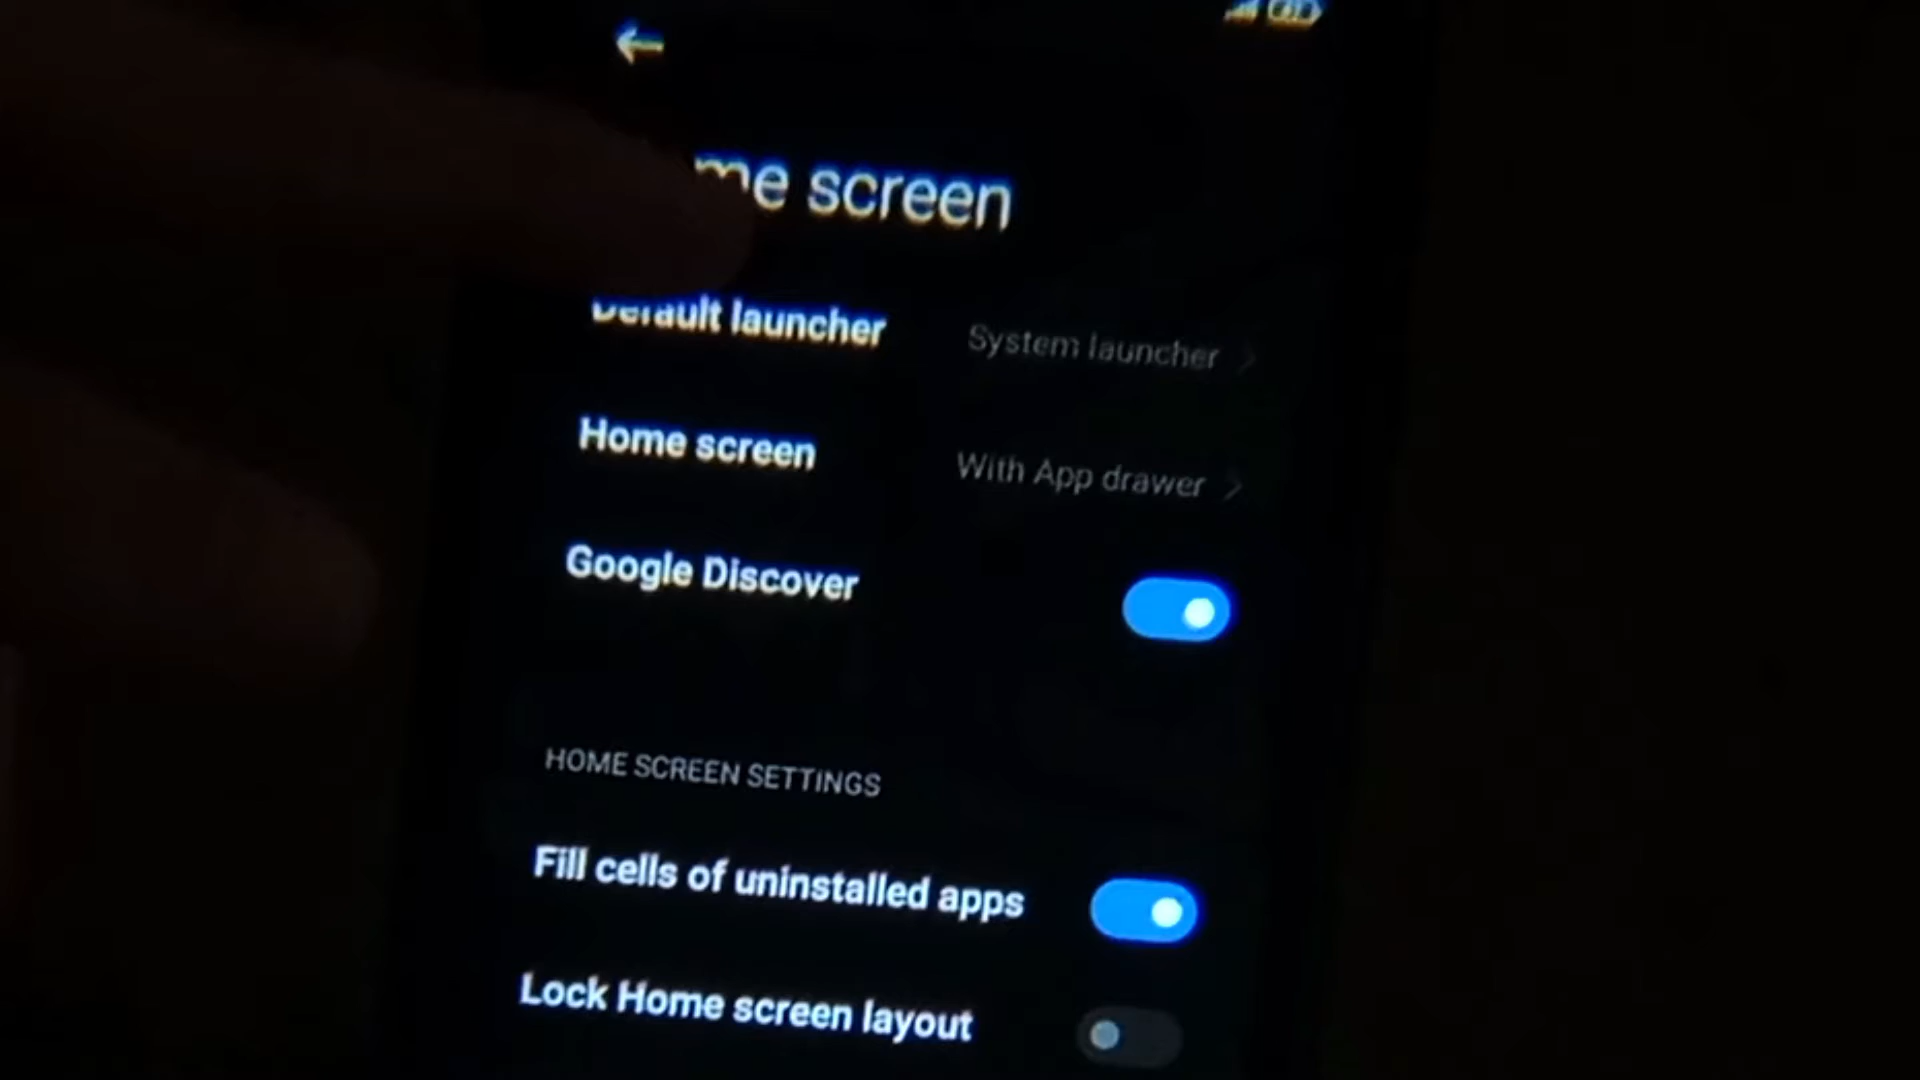 me screen
Default launcher
System launcher
Home screen
With App drawer
Google Discover
HOME SCREEN SETTINGS
Fill cells of uninstalled apps
Lock Home screen layout